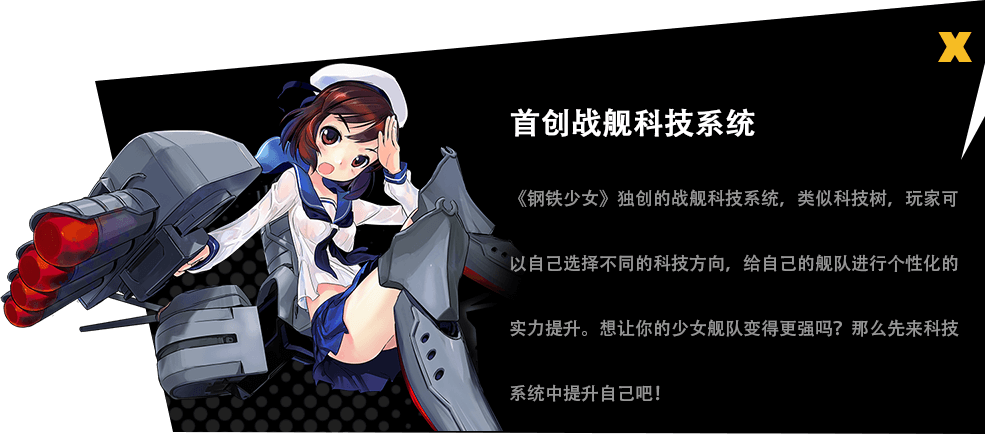 X
首创战舰科技系统
《钢铁少女》独创的战舰科技系统，类似科技树，玩家可
以自己选择不同的科技方向，给自己的舰队进行个性化的
实力提升。想让你的少女舰队变得更强吗？那么先来科技
系统中提升自己吧！